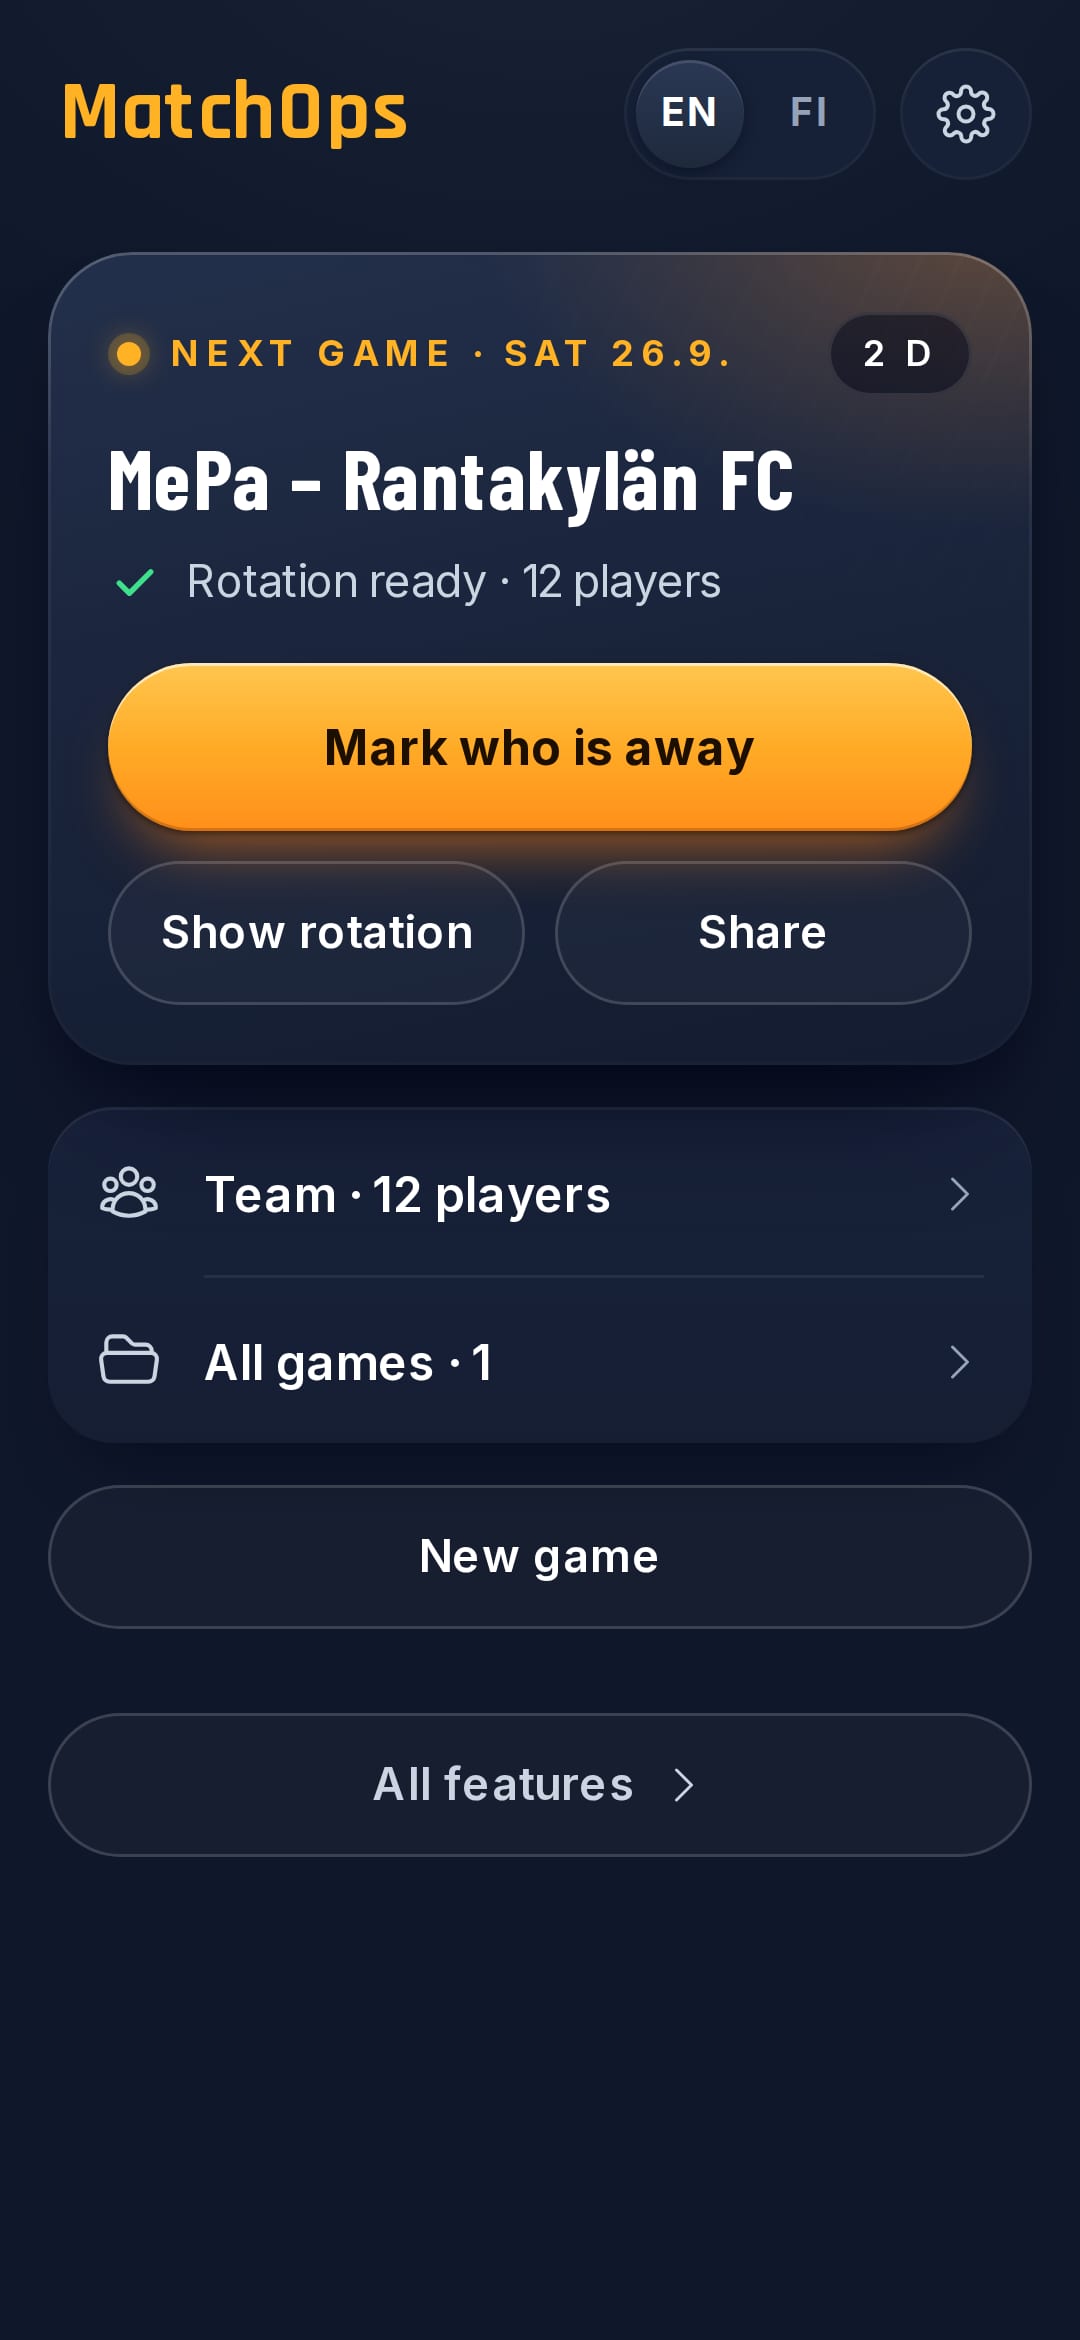 MatchOps
EN FI
NEXT GAME · SAT 26.9.
2 D
MePa – Rantakylän FC
Rotation ready · 12 players
Mark who is away
Show rotation
Share
Team · 12 players
All games · 1
New game
All features